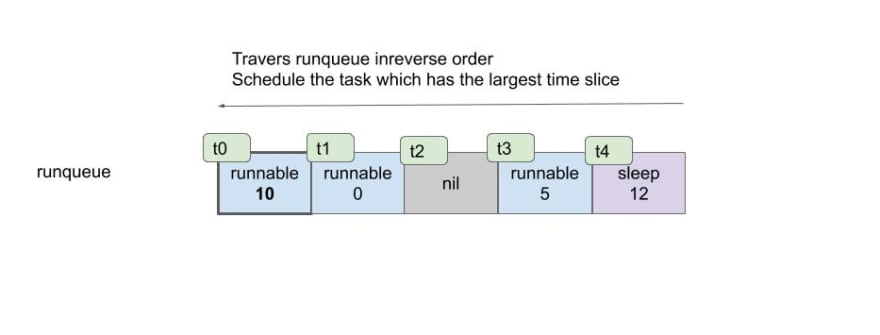 Travers runqueue inreverse order
Schedule the task which has the largest time slice
t0
t1
t2
t3
t4
runqueue
runnable
10
runnable
0
nil
runnable
5
sleep
12